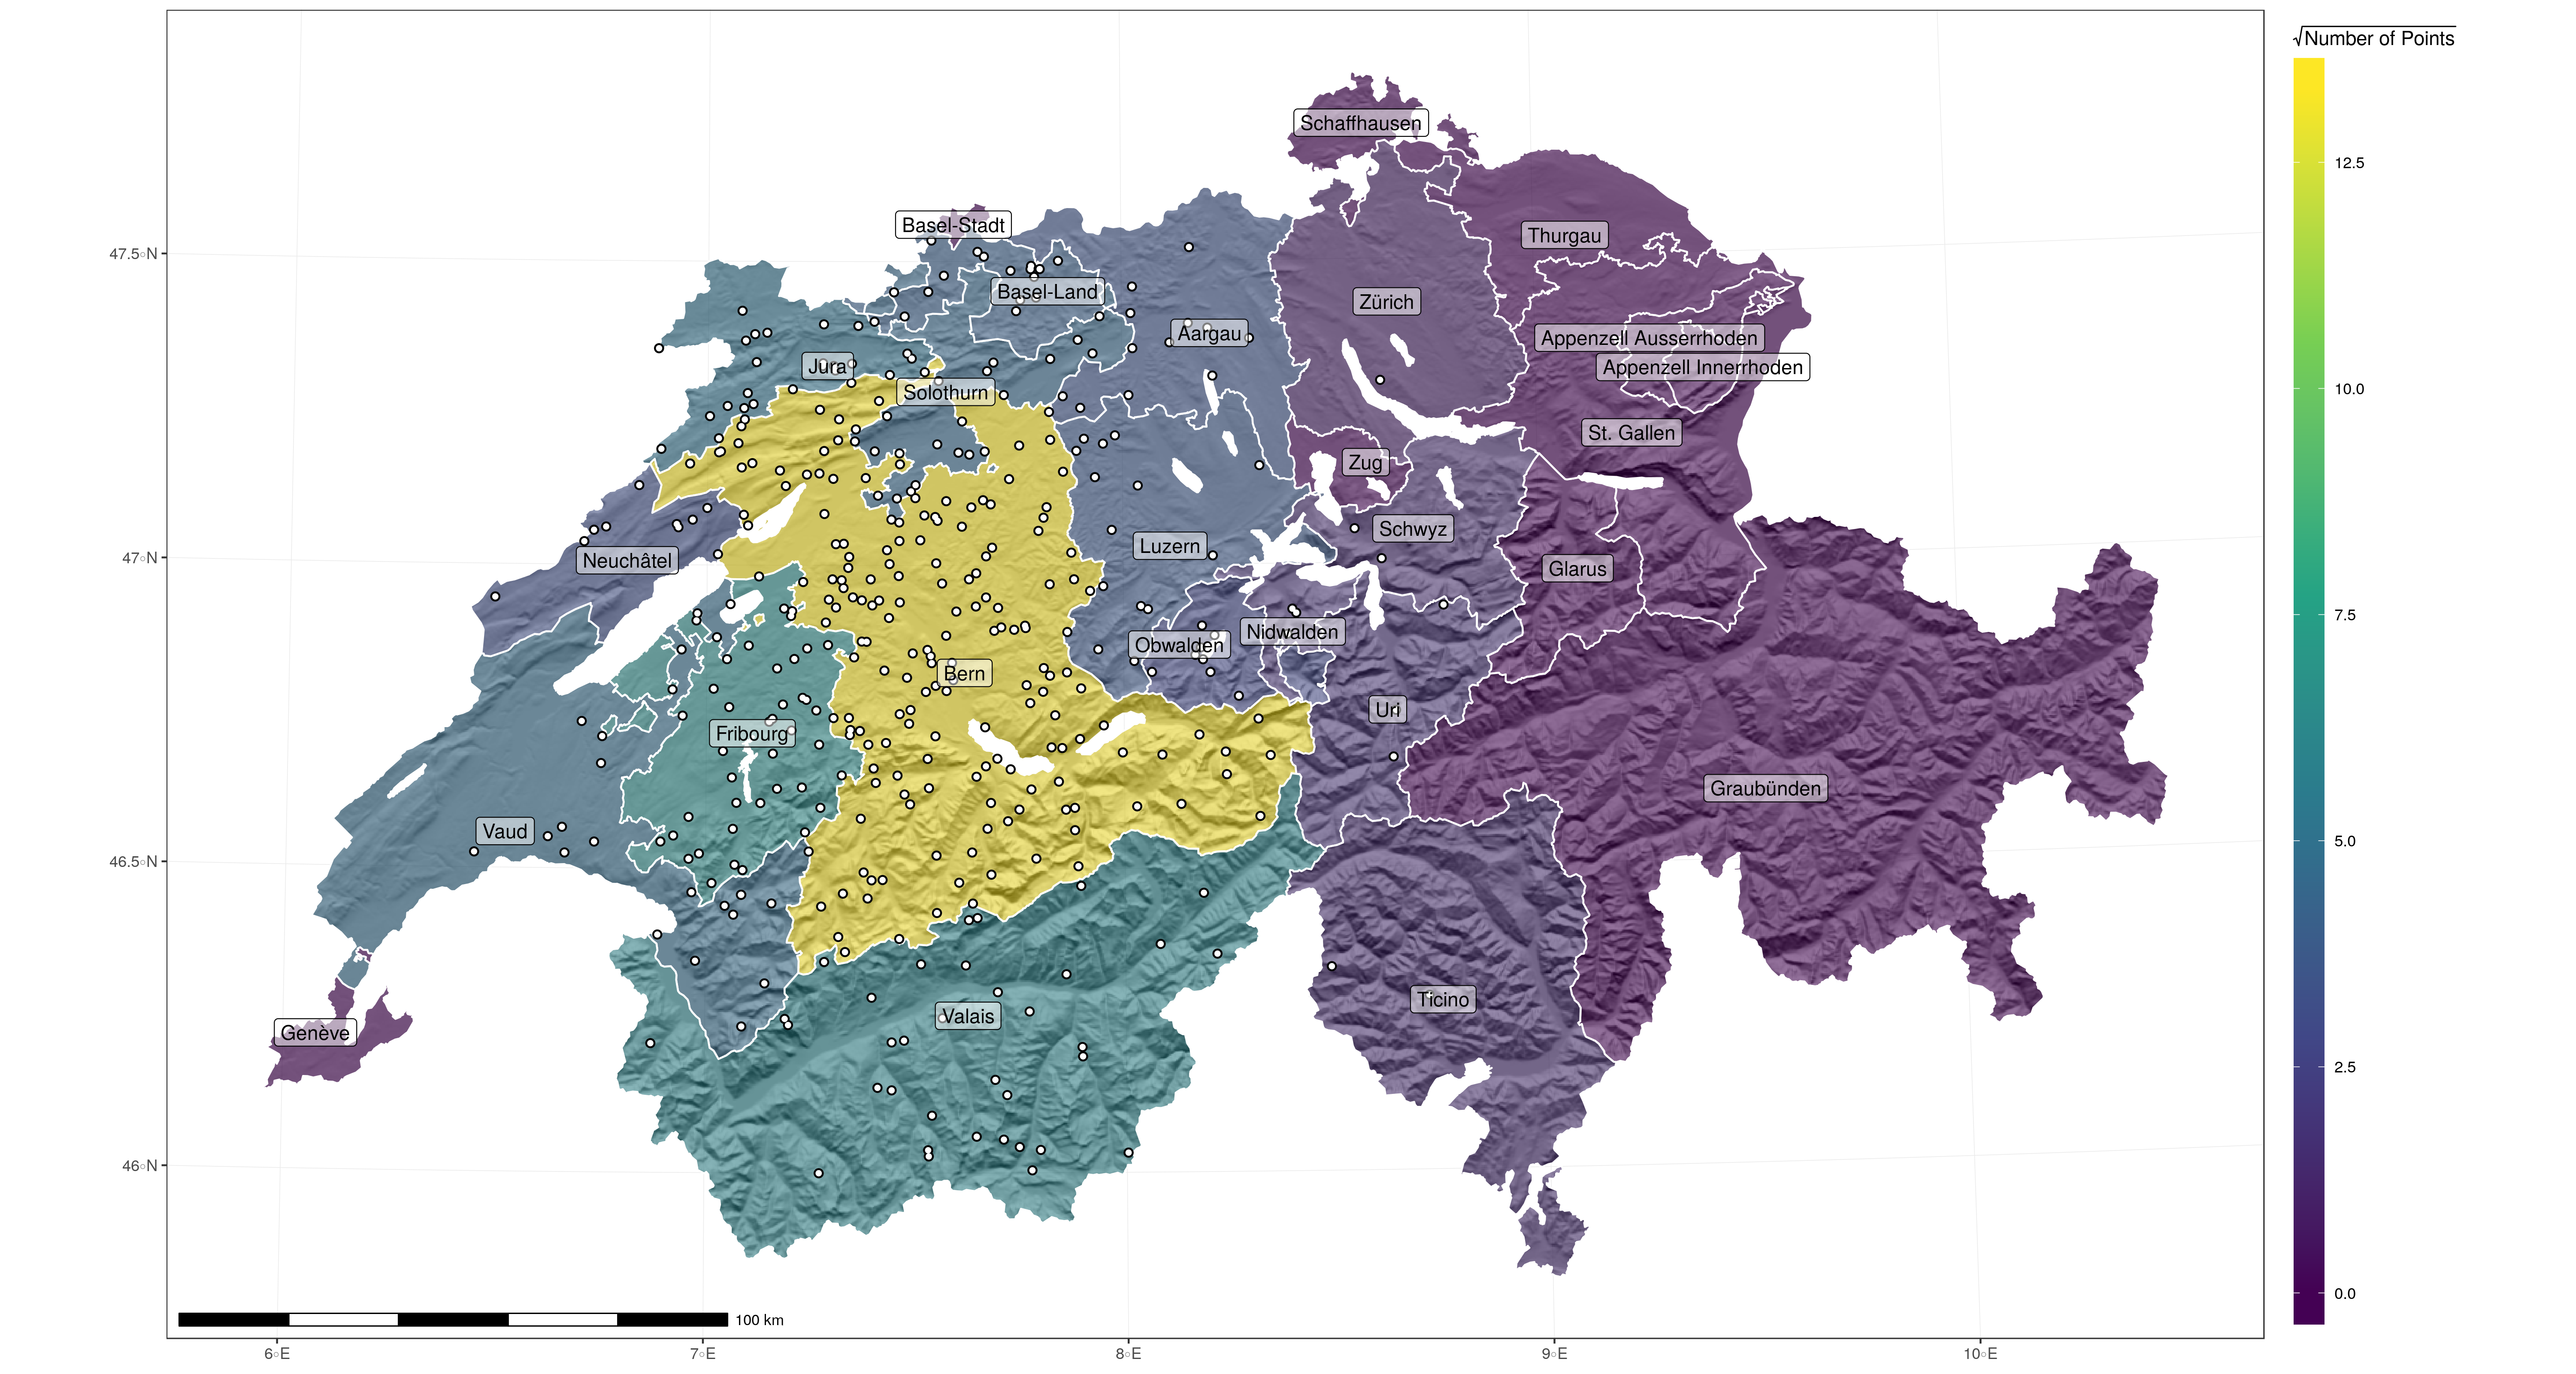 √Number of Points
12.5
10.0
7.5
5.0
2.5
0.0
47.5°N
47°N
46.5°N
46°N
6°E
7°E
8°E
9°E
10°E
100 km
Schaffhausen
Basel-Stadt
Thurgau
Basel-Land
Zürich
Aargau
Appenzell Ausserrhoden
Jura
Appenzell Innerrhoden
Solothurn
St. Gallen
Zug
Schwyz
Luzern
Neuchâtel
Glarus
Nidwalden
Obwalden
Bern
Uri
Fribourg
Graubünden
Vaud
Ticino
Valais
Genève